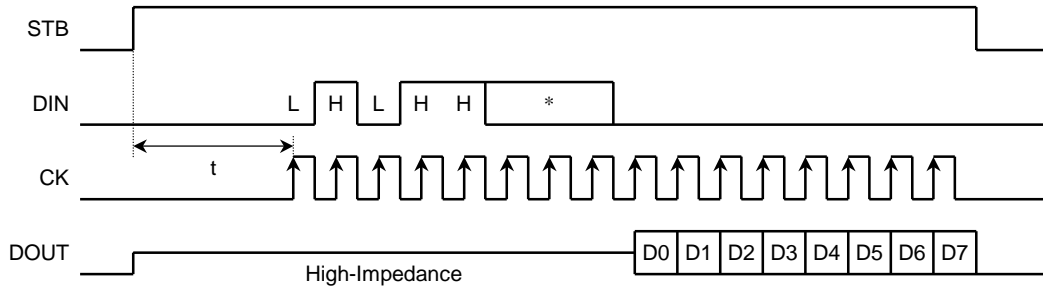 STB
DIN L H L H H *
t
CK
DOUT D0 D1 D2 D3 D4 D5 D6 D7
High-Impedance